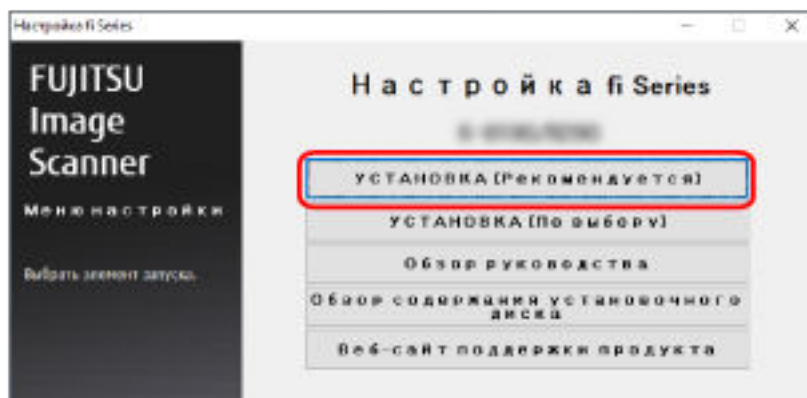 Настройка fi Series
FUJITSU
Image
Scanner
Меню настройки
Выбрать элемент запуска.
Настройка fi Series
УСТАНОВКА (Рекомендуется)
УСТАНОВКА (По выбору)
Обзор руководства
Обзор содержания установочного
диска
Веб-сайт поддержки продукта